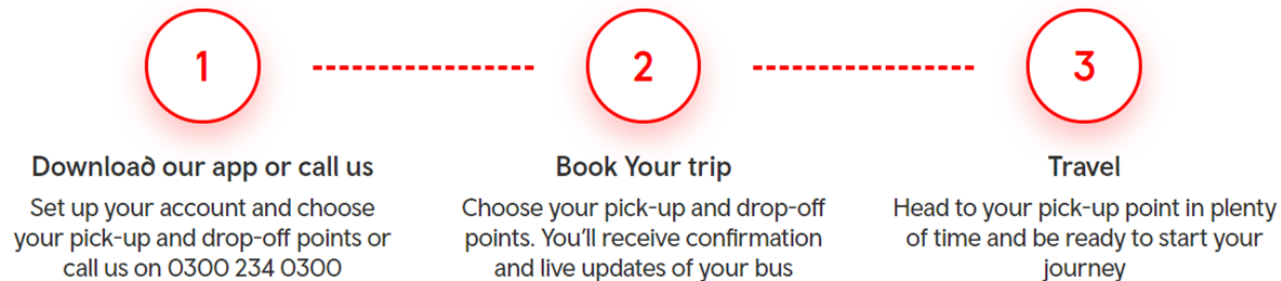 1
2
3
Download our app or call us
Set up your account and choose
your pick-up and drop-off points or
call us on 0300 234 0300
Book Your trip
Choose your pick-up and drop-off
points. You’ll receive confirmation
and live updates of your bus
Travel
Head to your pick-up point in plenty
of time and be ready to start your
journey